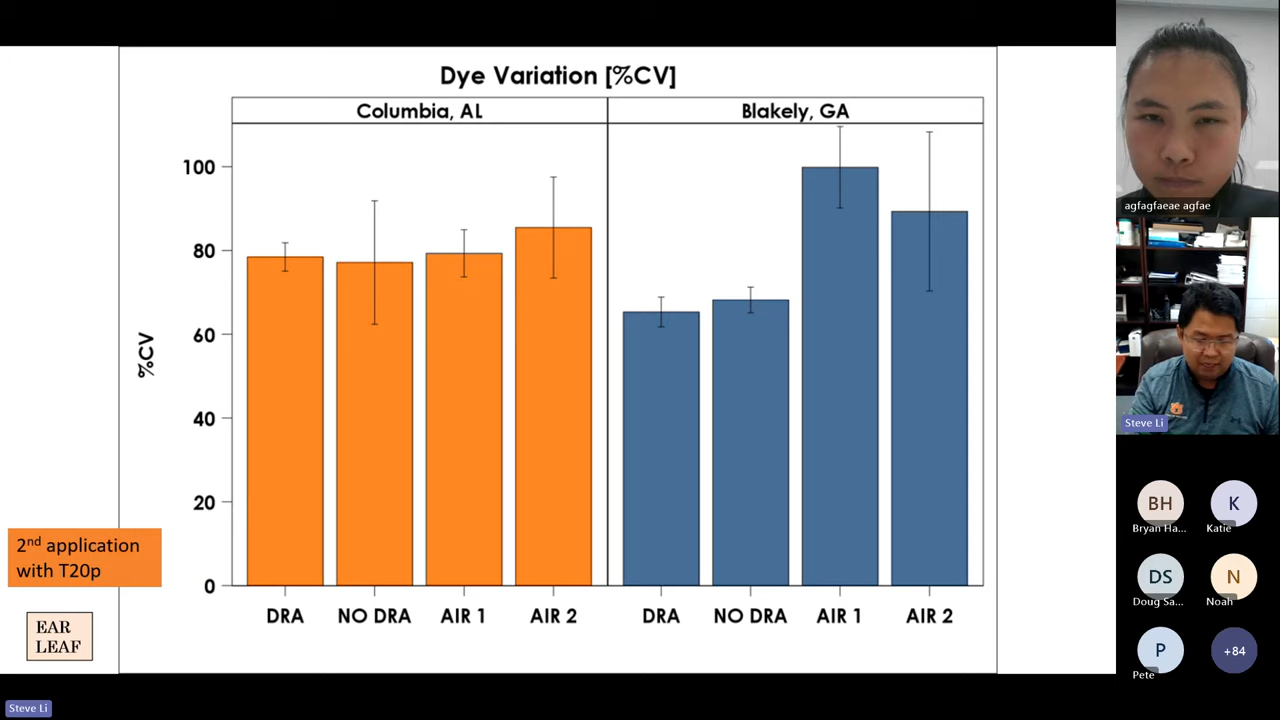 Dye Variation [%CV]
Columbia, AL
Blakely, GA
%CV
100
80
60
40
20
0
DRA
NO DRA
AIR 1
AIR 2
DRA
NO DRA
AIR 1
AIR 2
2nd application
with T20p
EAR
LEAF
agfagfaeae agfae
Steve Li
BH
Bryan Ha...
K
Katie
DS
Doug Sa...
N
Noah
P
Pete
+84
Steve Li